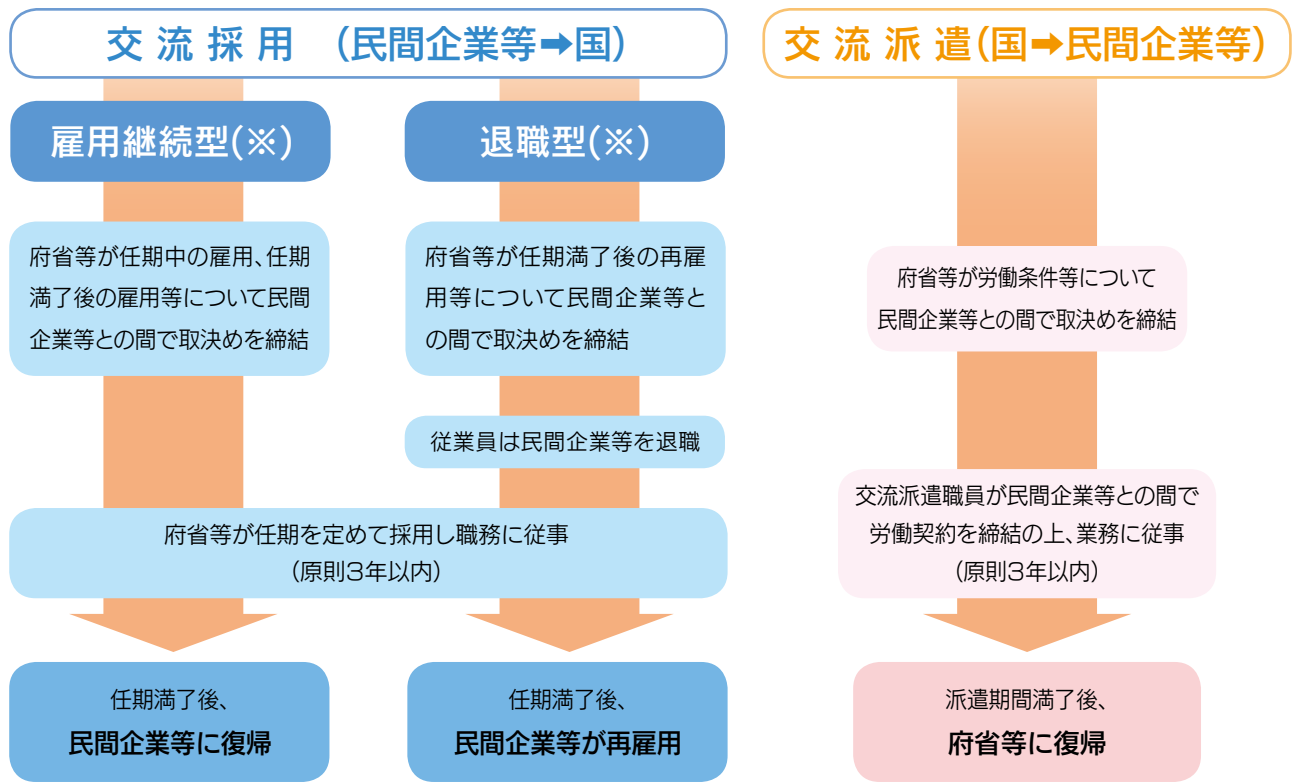 交流採用 (民間企業等➡国)
雇用継続型(※)
府省等が任期中の雇用、任期
満了後の雇用等について民間
企業等との間で取決めを締結
退職型(※)
府省等が任期満了後の再雇
用等について民間企業等と
の間で取決めを締結
従業員は民間企業等を退職
府省等が任期を定めて採用し職務に従事
(原則3年以内)
任期満了後、
民間企業等に復帰
任期満了後、
民間企業等が再雇用
交流派遣(国➡民間企業等)
府省等が労働条件等について
民間企業等との間で取決めを締結
交流派遣職員が民間企業等との間で
労働契約を締結の上、業務に従事
(原則3年以内)
派遣期間満了後、
府省等に復帰